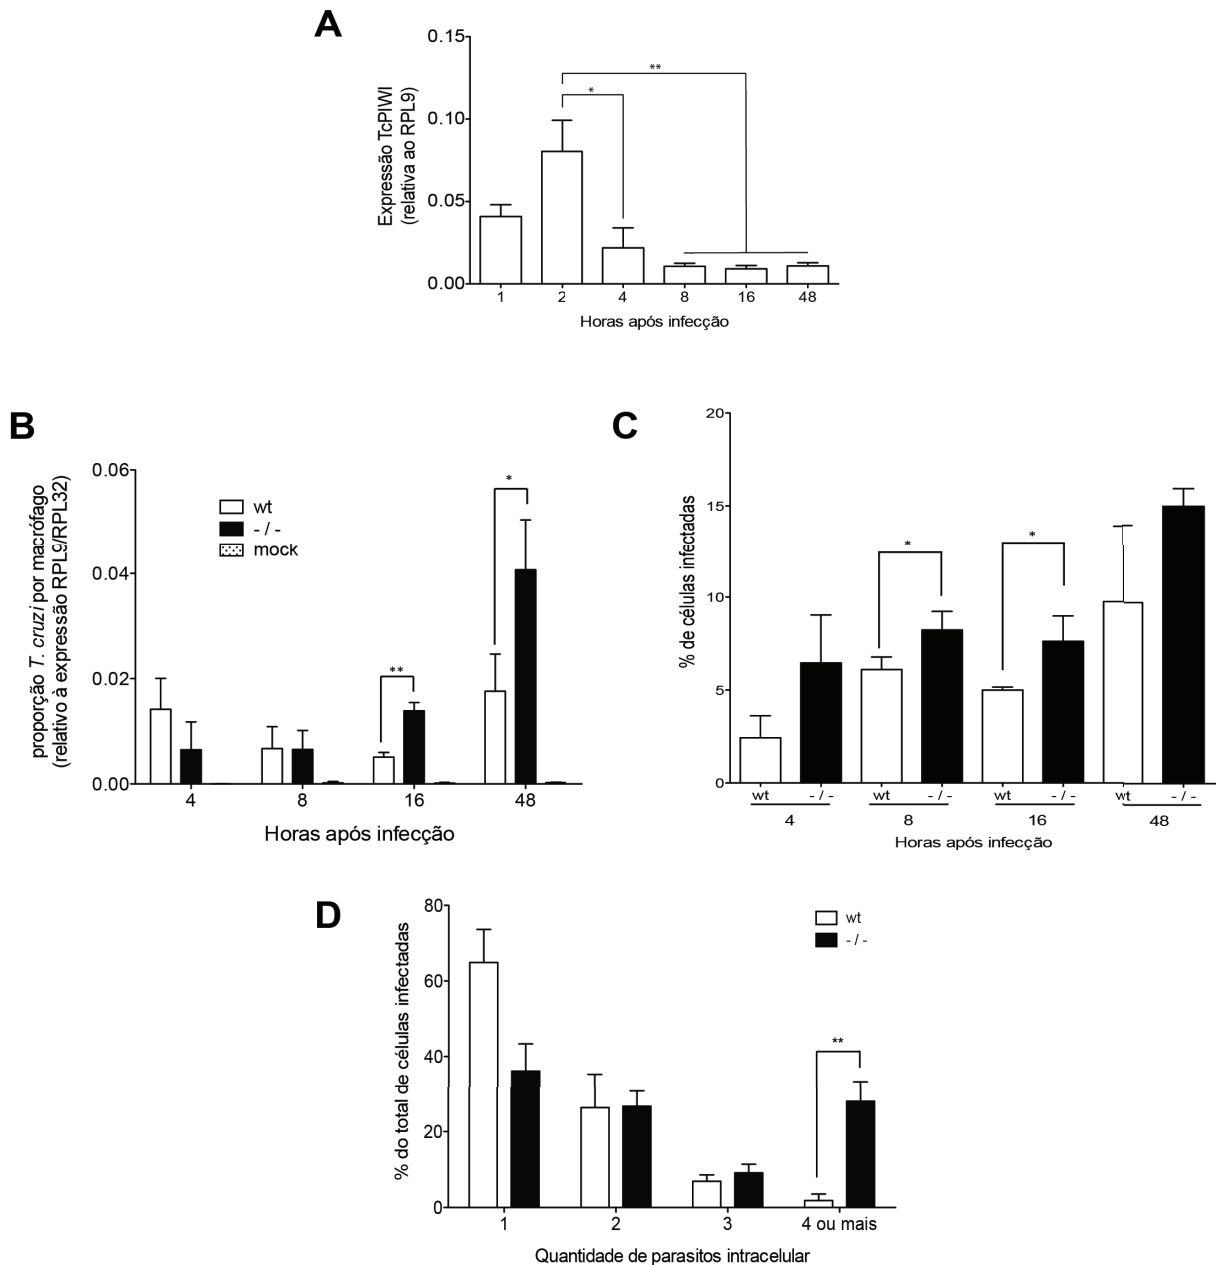 A
0.15
0.10
0.05
0.00
Expressão TcPIWI
(relativa ao RPL9)
**
*
1 2 4 8 16 48
Horas após infecção
B
0.06
0.04
0.02
0.00
proporção T. cruzi por macrófago
(relativo à expressão RPL9/RPL32)
wt
- / -
mock
**
*
4 8 16 48
Horas após infecção
C
20
15
10
5
0
% de células infectadas
*
*
wt - / - wt - / - wt - / - wt - / -
4 8 16 48
Horas após infecção
D
80
60
40
20
0
% do total de células infectadas
wt
- / -
**
1 2 3 4 ou mais
Quantidade de parasitos intracelular